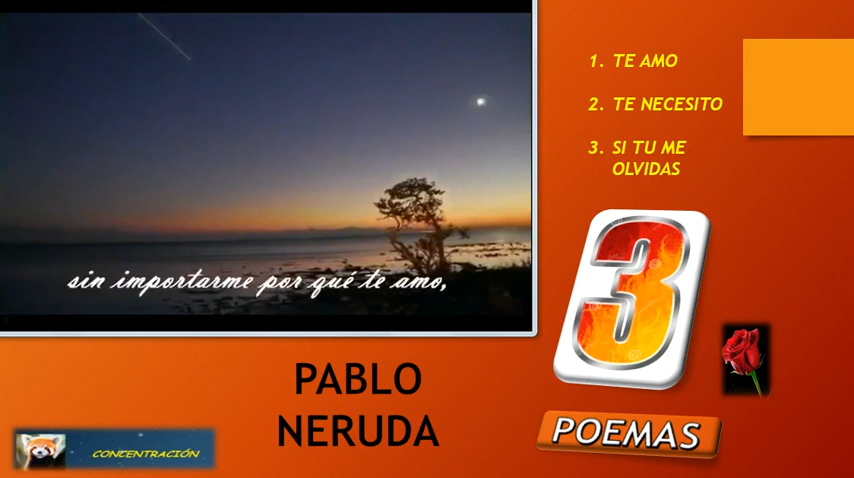 1. TE AMO
2. TE NECESITO
3. SI TU ME
OLVIDAS
sin importarme por qué te amo,
3
PABLO
NERUDA
POEMAS
CONCENTRACIÓN